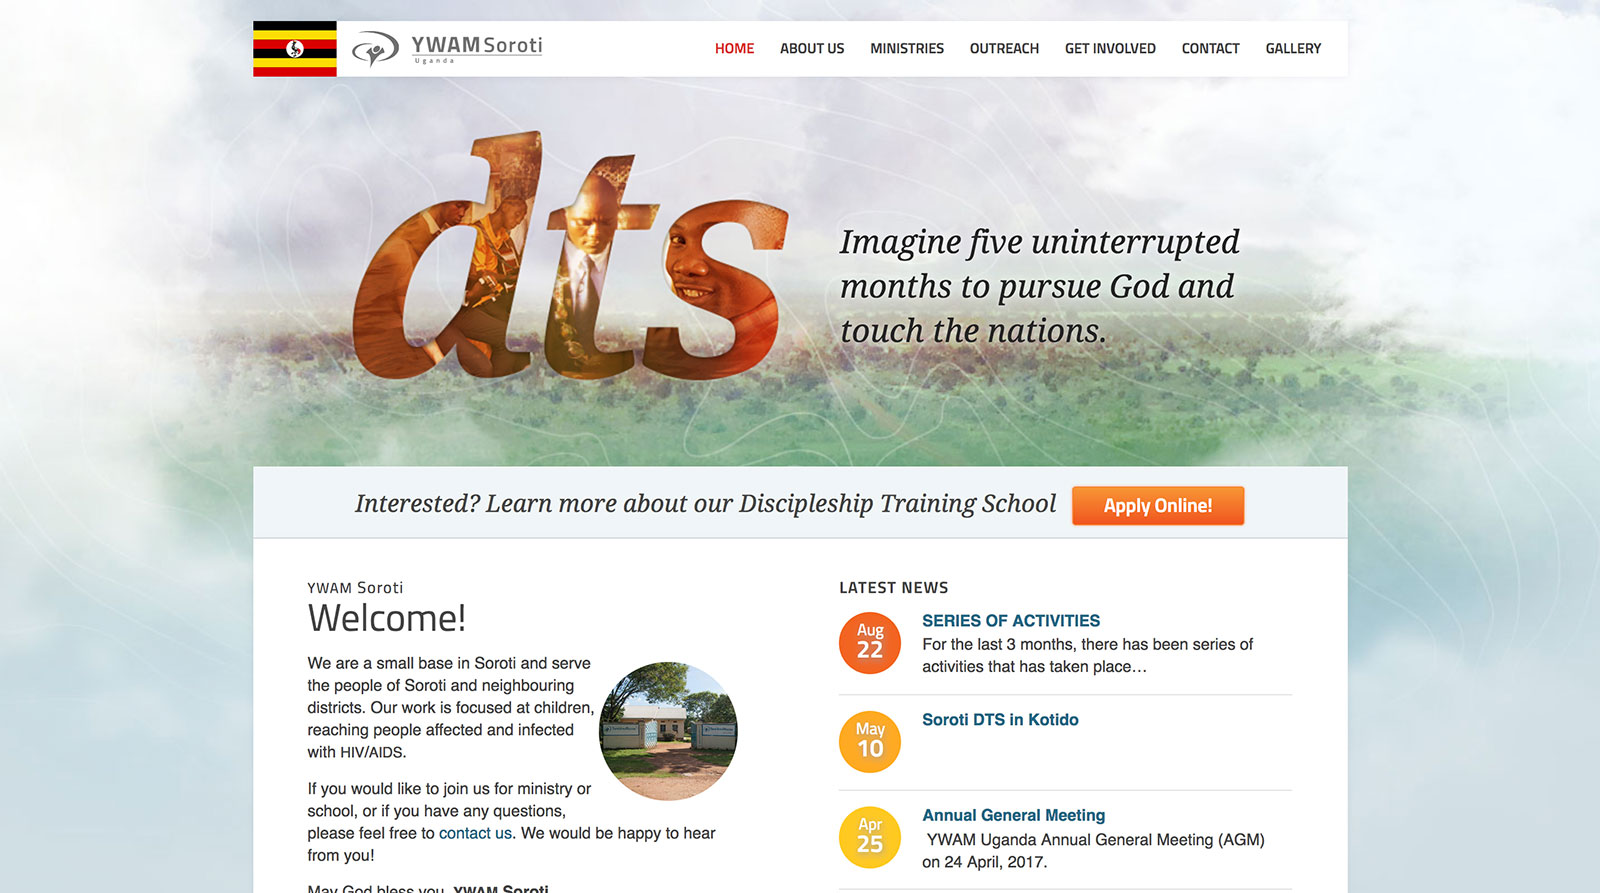 YWAM Soroti
Uganda
HOME ABOUT US MINISTRIES OUTREACH GET INVOLVED CONTACT GALLERY
dts
Imagine five uninterrupted
months to pursue God and
touch the nations.
Interested? Learn more about our Discipleship Training School
Apply Online!
YWAM Soroti
Welcome!
We are a small base in Soroti and serve
the people of Soroti and neighbouring
districts. Our work is focused at children,
reaching people affected and infected
with HIV/AIDS.
If you would like to join us for ministry or
school, or if you have any questions,
please feel free to contact us. We would be happy to hear
from you!
May God bless you, YWAM Soroti
LATEST NEWS
Aug
22
SERIES OF ACTIVITIES
For the last 3 months, there has been series of
activities that has taken place…
May
10
Soroti DTS in Kotido
Apr
25
Annual General Meeting
YWAM Uganda Annual General Meeting (AGM)
on 24 April, 2017.